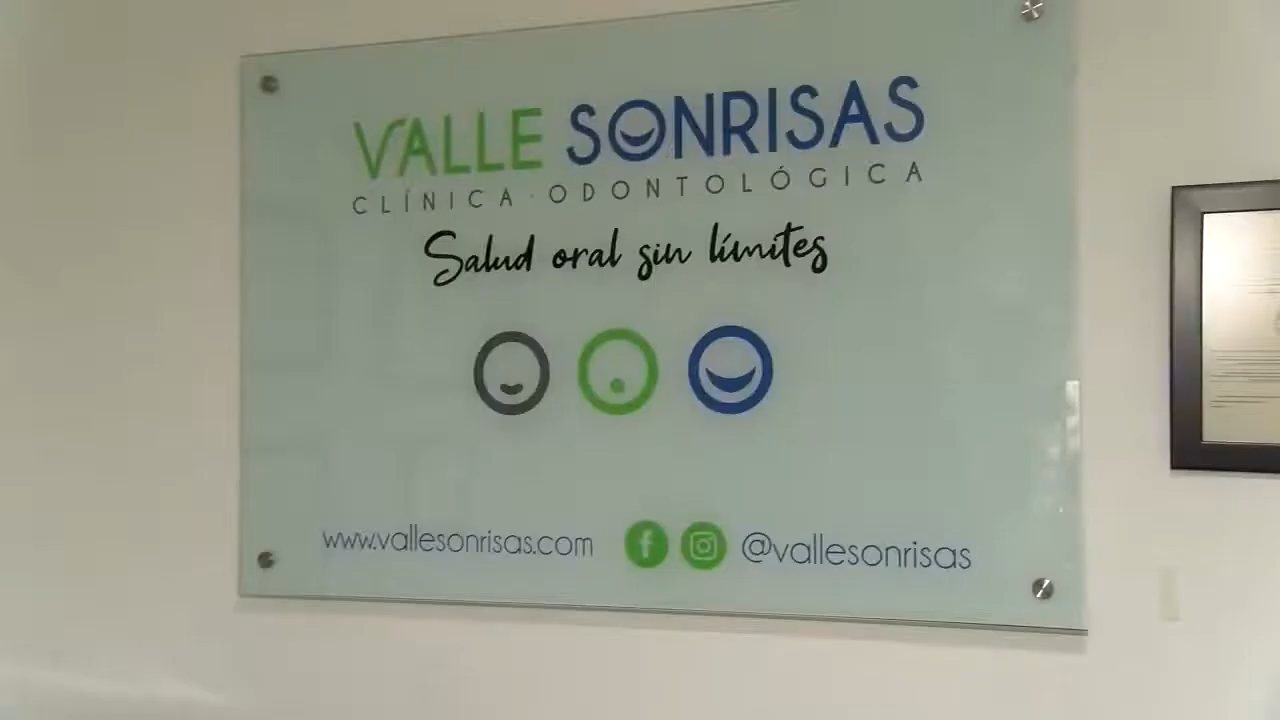 VALLE SONRISAS
CLÍNICA · ODONTOLÓGICA
Salud oral sin límites
www.vallesonrisas.com f @vallesonrisas